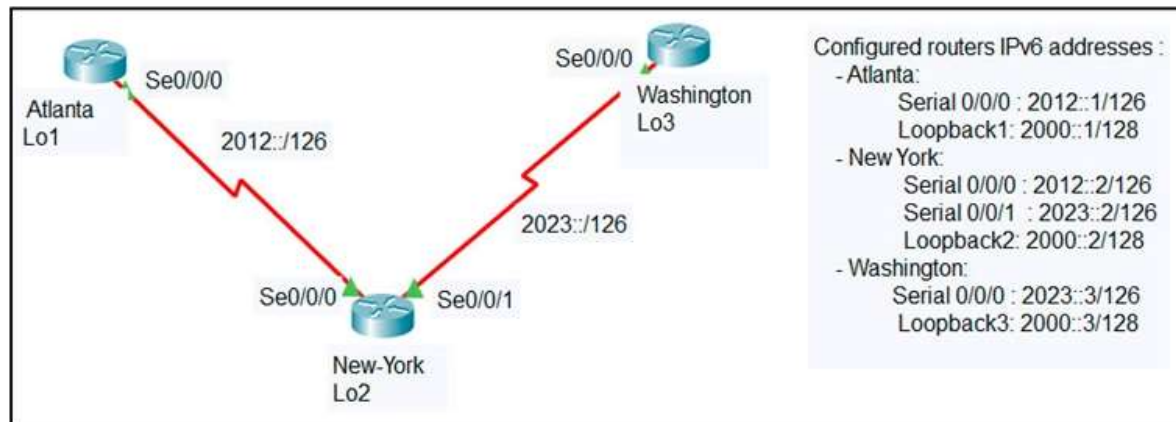 Se0/0/0
Atlanta
Lo1
2012::/126
Se0/0/0
Washington
Lo3
2023::/126
Se0/0/0
Se0/0/1
New-York
Lo2
Configured routers IPv6 addresses :
- Atlanta:
Serial 0/0/0 : 2012::1/126
Loopback1: 2000::1/128
- New York:
Serial 0/0/0 : 2012::2/126
Serial 0/0/1 : 2023::2/126
Loopback2: 2000::2/128
- Washington:
Serial 0/0/0 : 2023::3/126
Loopback3: 2000::3/128